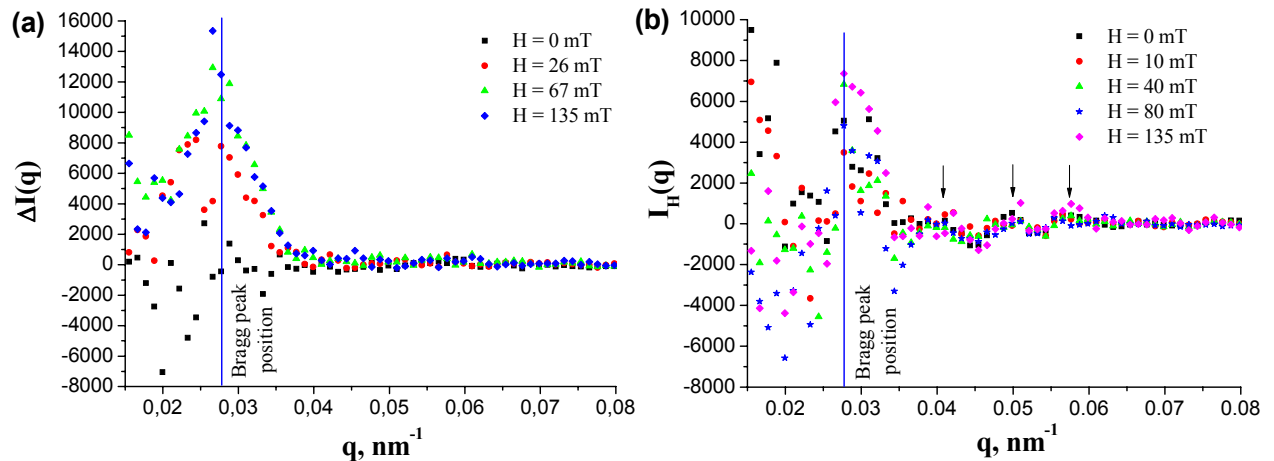 (a)
ΔI(q)
16000
14000
12000
10000
8000
6000
4000
2000
0
-2000
-4000
-6000
-8000
H = 0 mT
H = 26 mT
H = 67 mT
H = 135 mT
Bragg peak
position
0,02 0,03 0,04 0,05 0,06 0,07 0,08
q, nm⁻¹
(b)
I_H(q)
10000
8000
6000
4000
2000
0
-2000
-4000
-6000
-8000
H = 0 mT
H = 10 mT
H = 40 mT
H = 80 mT
H = 135 mT
Bragg peak
position
0.02 0.03 0.04 0.05 0.06 0.07 0.08
q, nm⁻¹